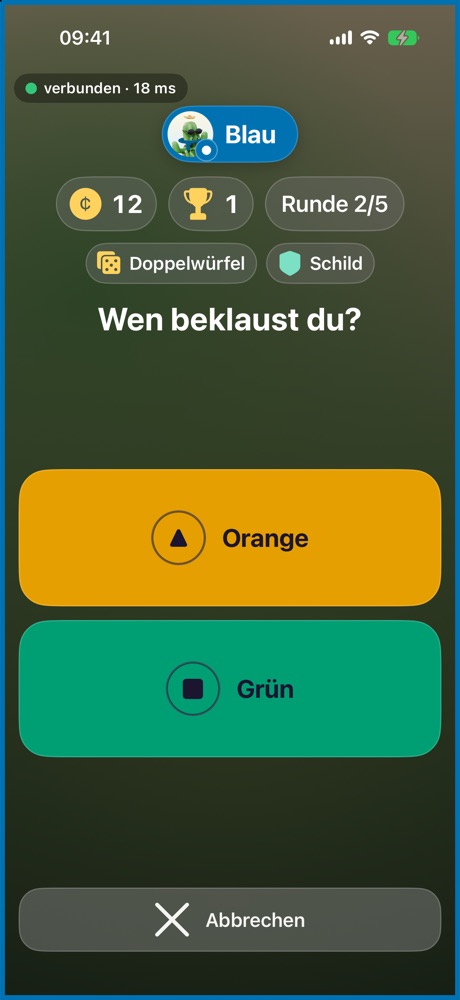 09:41
verbunden · 18 ms
Blau
¢ 12 1 Runde 2/5
Doppelwürfel Schild
Wen beklaust du?
Orange
Grün
Abbrechen